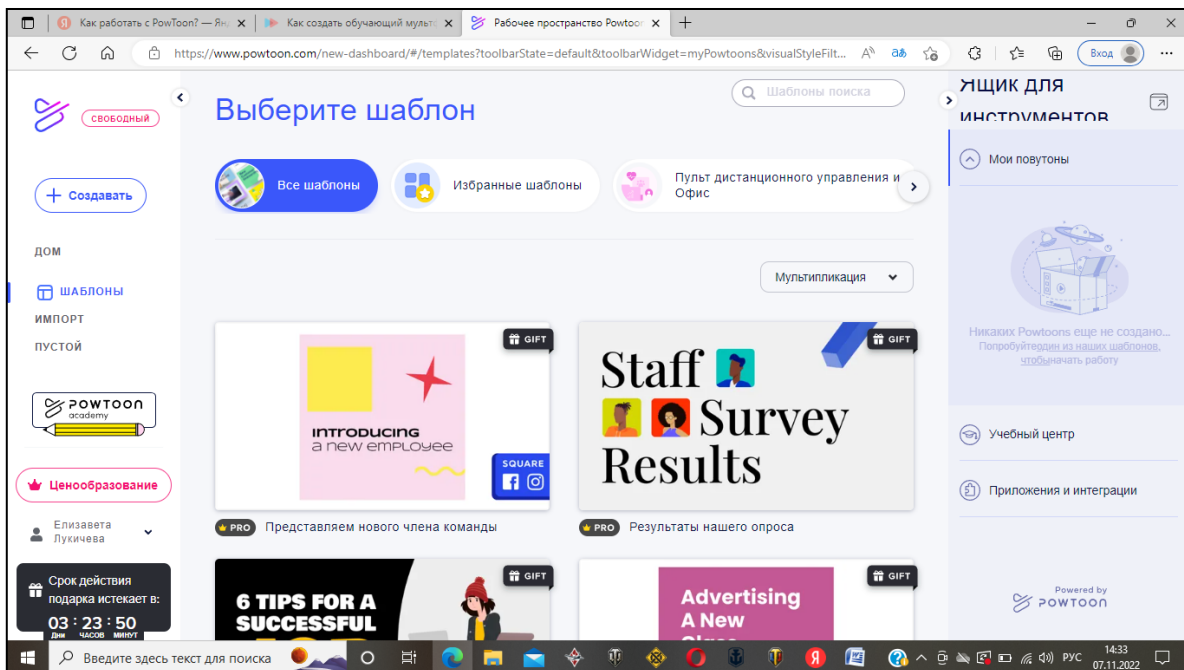 Как работать с PowToon? — Ян
Как создать обучающий мульт
Рабочее пространство Powtoon
https://www.powtoon.com/new-dashboard/#/templates?toolbarState=default&toolbarWidget=myPowtoons&visualStyleFilt...
Вход
СВОБОДНЫЙ
Выберите шаблон
Шаблоны поиска
Ящик для
инструментов
Мои повутоны
Создавать
Все шаблоны
Избранные шаблоны
Пульт дистанционного управления и
Офис
ДОМ
ШАБЛОНЫ
ИМПОРТ
ПУСТОЙ
Мультипликация
Никаких Powtoons еще не создано...
Попробуйтеодин из наших шаблонов,
чтобыначать работу
POWTOON
academy
GIFT
INTRODUCING
a new employee
SQUARE
GIFT
Staff
Survey
Results
Ценообразование
PRO
Представляем нового члена команды
PRO
Результаты нашего опроса
Учебный центр
Приложения и интеграции
Елизавета
Лукичева
Срок действия
подарка истекает в:
03 : 23 : 50
Дни ЧАСОВ МИНУТ
GIFT
6 TIPS FOR A
SUCCESSFUL
GIFT
Advertising
A New
Powered by
POWTOON
Введите здесь текст для поиска
РУС
14:33
07.11.2022